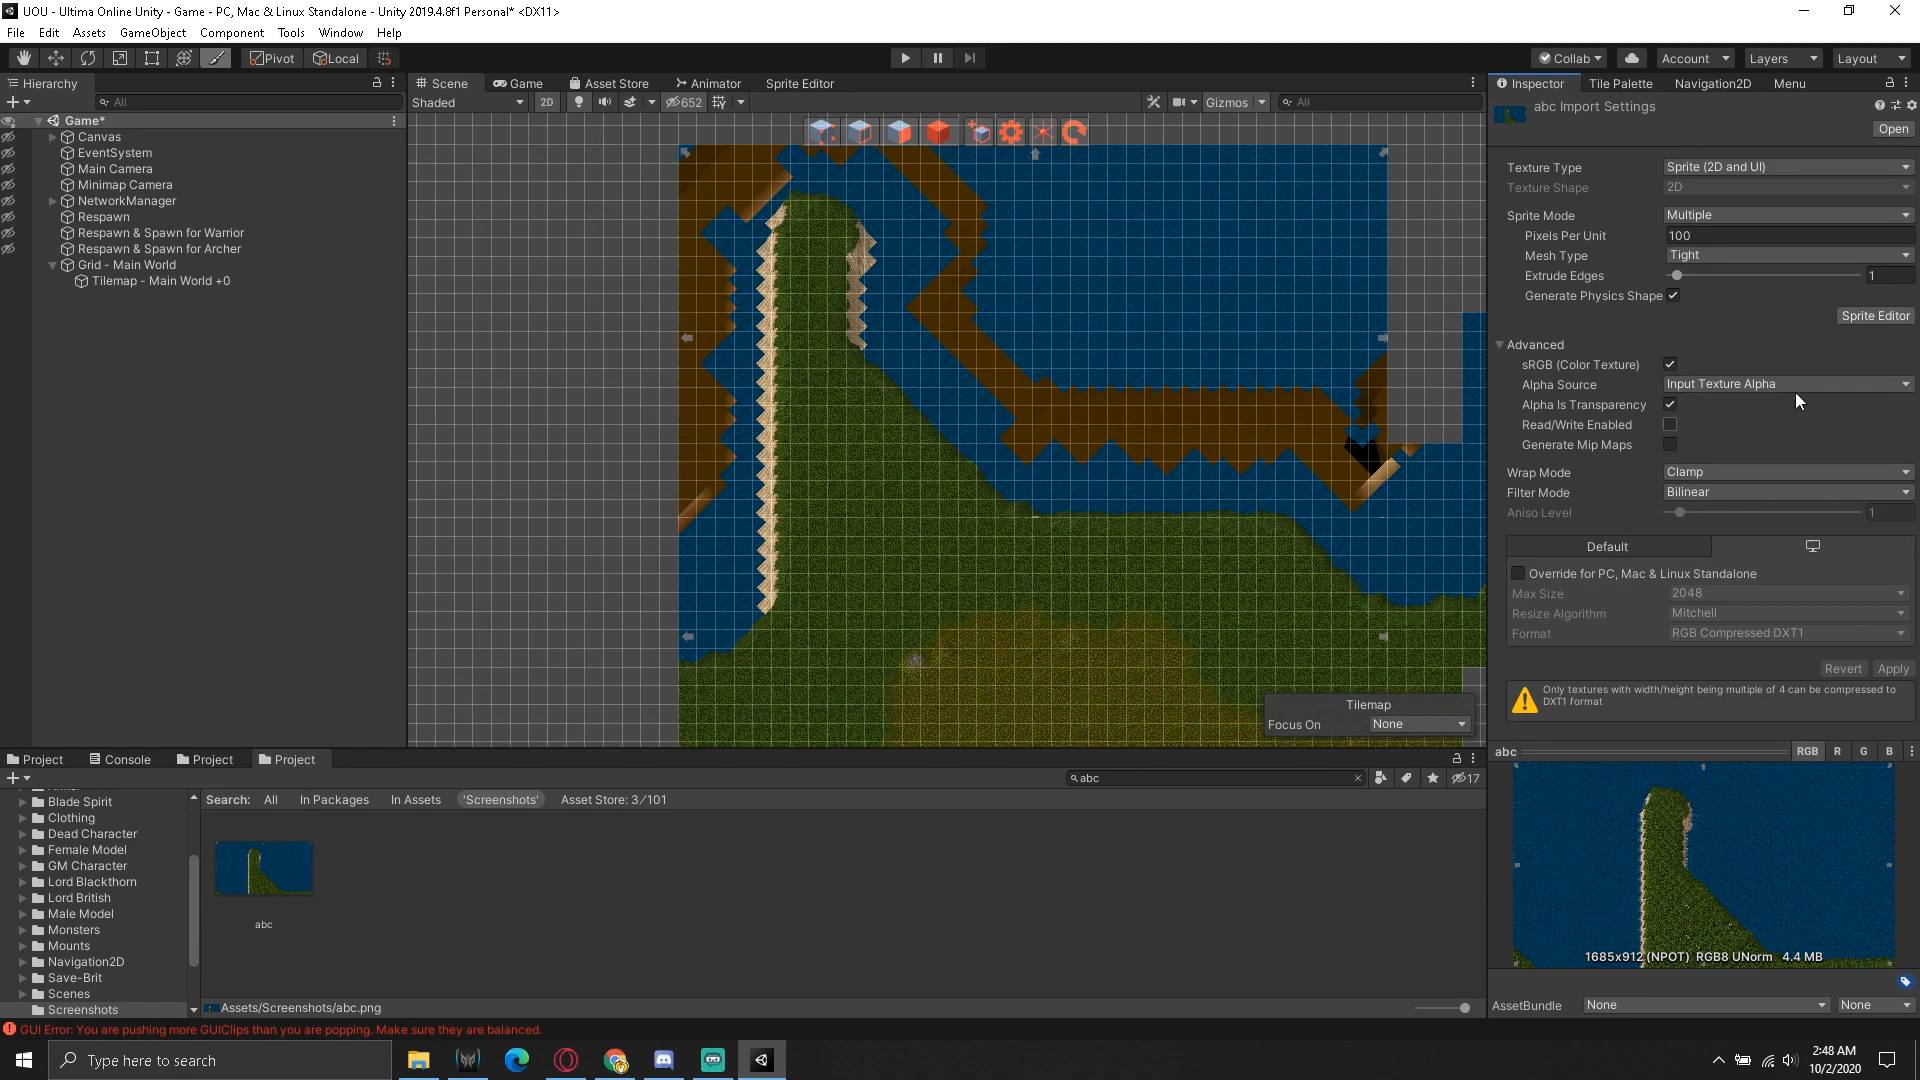 UOU - Ultima Online Unity - Game - PC, Mac & Linux Standalone - Unity 2019.4.8f1 Personal* <DX11>
File Edit Assets GameObject Component Tools Window Help
Pivot Local Collab Account Layers Layout
Hierarchy
All
Game*
Canvas
EventSystem
Main Camera
Minimap Camera
NetworkManager
Respawn
Respawn & Spawn for Warrior
Respawn & Spawn for Archer
Grid - Main World
Tilemap - Main World +0
Scene Game Asset Store Animator Sprite Editor
Shaded 2D 652 Gizmos All
Tilemap
Focus On None
Inspector Tile Palette Navigation2D Menu
abc Import Settings
Open
Texture Type Sprite (2D and UI)
Texture Shape 2D
Sprite Mode Multiple
Pixels Per Unit 100
Mesh Type Tight
Extrude Edges 1
Generate Physics Shape
Sprite Editor
Advanced
sRGB (Color Texture)
Alpha Source Input Texture Alpha
Alpha Is Transparency
Read/Write Enabled
Generate Mip Maps
Wrap Mode Clamp
Filter Mode Bilinear
Aniso Level 1
Default
Override for PC, Mac & Linux Standalone
Max Size 2048
Resize Algorithm Mitchell
Format RGB Compressed DXT1
Revert Apply
Only textures with width/height being multiple of 4 can be compressed to
DXT1 format
abc RGB R G B
1685x912 (NPOT) RGB8 UNorm 4.4 MB
AssetBundle None None
Project Console Project Project
abc 17
Blade Spirit
Clothing
Dead Character
Female Model
GM Character
Lord Blackthorn
Lord British
Male Model
Monsters
Mounts
Navigation2D
Save-Brit
Scenes
Screenshots
Search: All In Packages In Assets 'Screenshots' Asset Store: 3/101
abc
Assets/Screenshots/abc.png
GUI Error: You are pushing more GUIClips than you are popping. Make sure they are balanced.
Type here to search
2:48 AM
10/2/2020